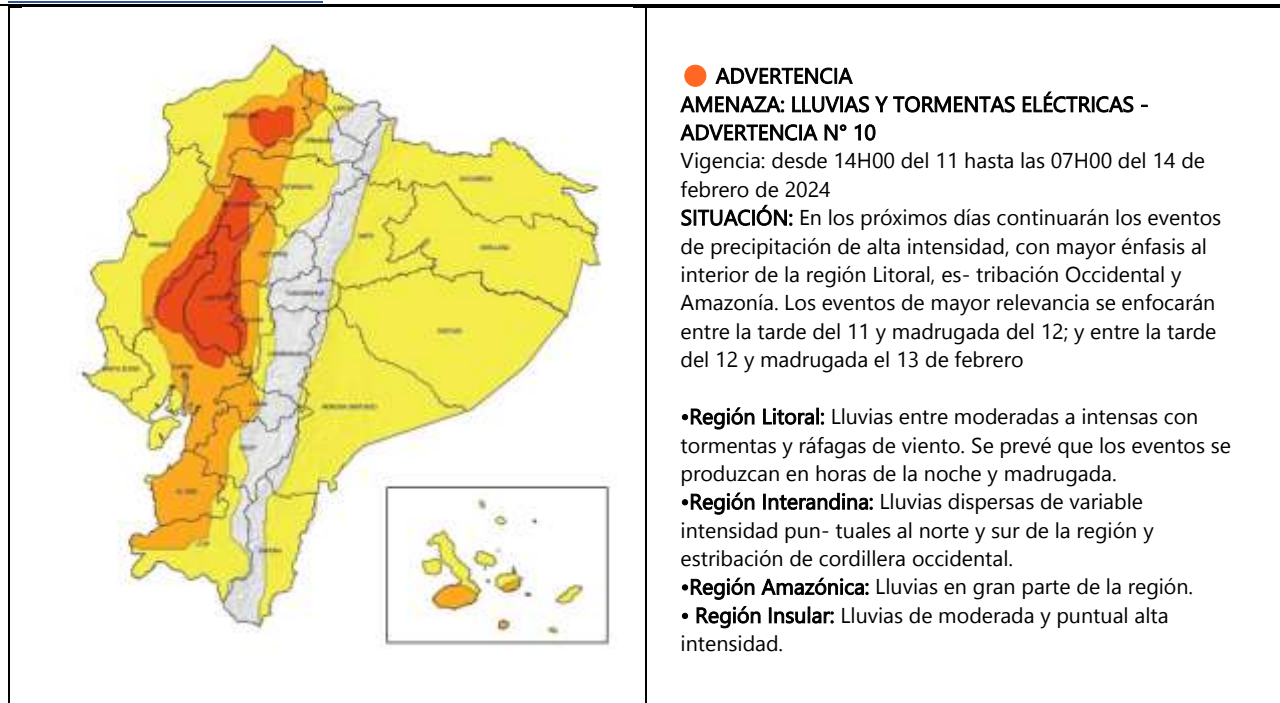 ADVERTENCIA
AMENAZA: LLUVIAS Y TORMENTAS ELÉCTRICAS -
ADVERTENCIA N° 10
Vigencia: desde 14H00 del 11 hasta las 07H00 del 14 de
febrero de 2024
SITUACIÓN: En los próximos días continuarán los eventos
de precipitación de alta intensidad, con mayor énfasis al
interior de la región Litoral, es- tribación Occidental y
Amazonía. Los eventos de mayor relevancia se enfocarán
entre la tarde del 11 y madrugada del 12; y entre la tarde
del 12 y madrugada el 13 de febrero
•Región Litoral: Lluvias entre moderadas a intensas con
tormentas y ráfagas de viento. Se prevé que los eventos se
produzcan en horas de la noche y madrugada.
•Región Interandina: Lluvias dispersas de variable
intensidad pun- tuales al norte y sur de la región y
estribación de cordillera occidental.
•Región Amazónica: Lluvias en gran parte de la región.
• Región Insular: Lluvias de moderada y puntual alta
intensidad.